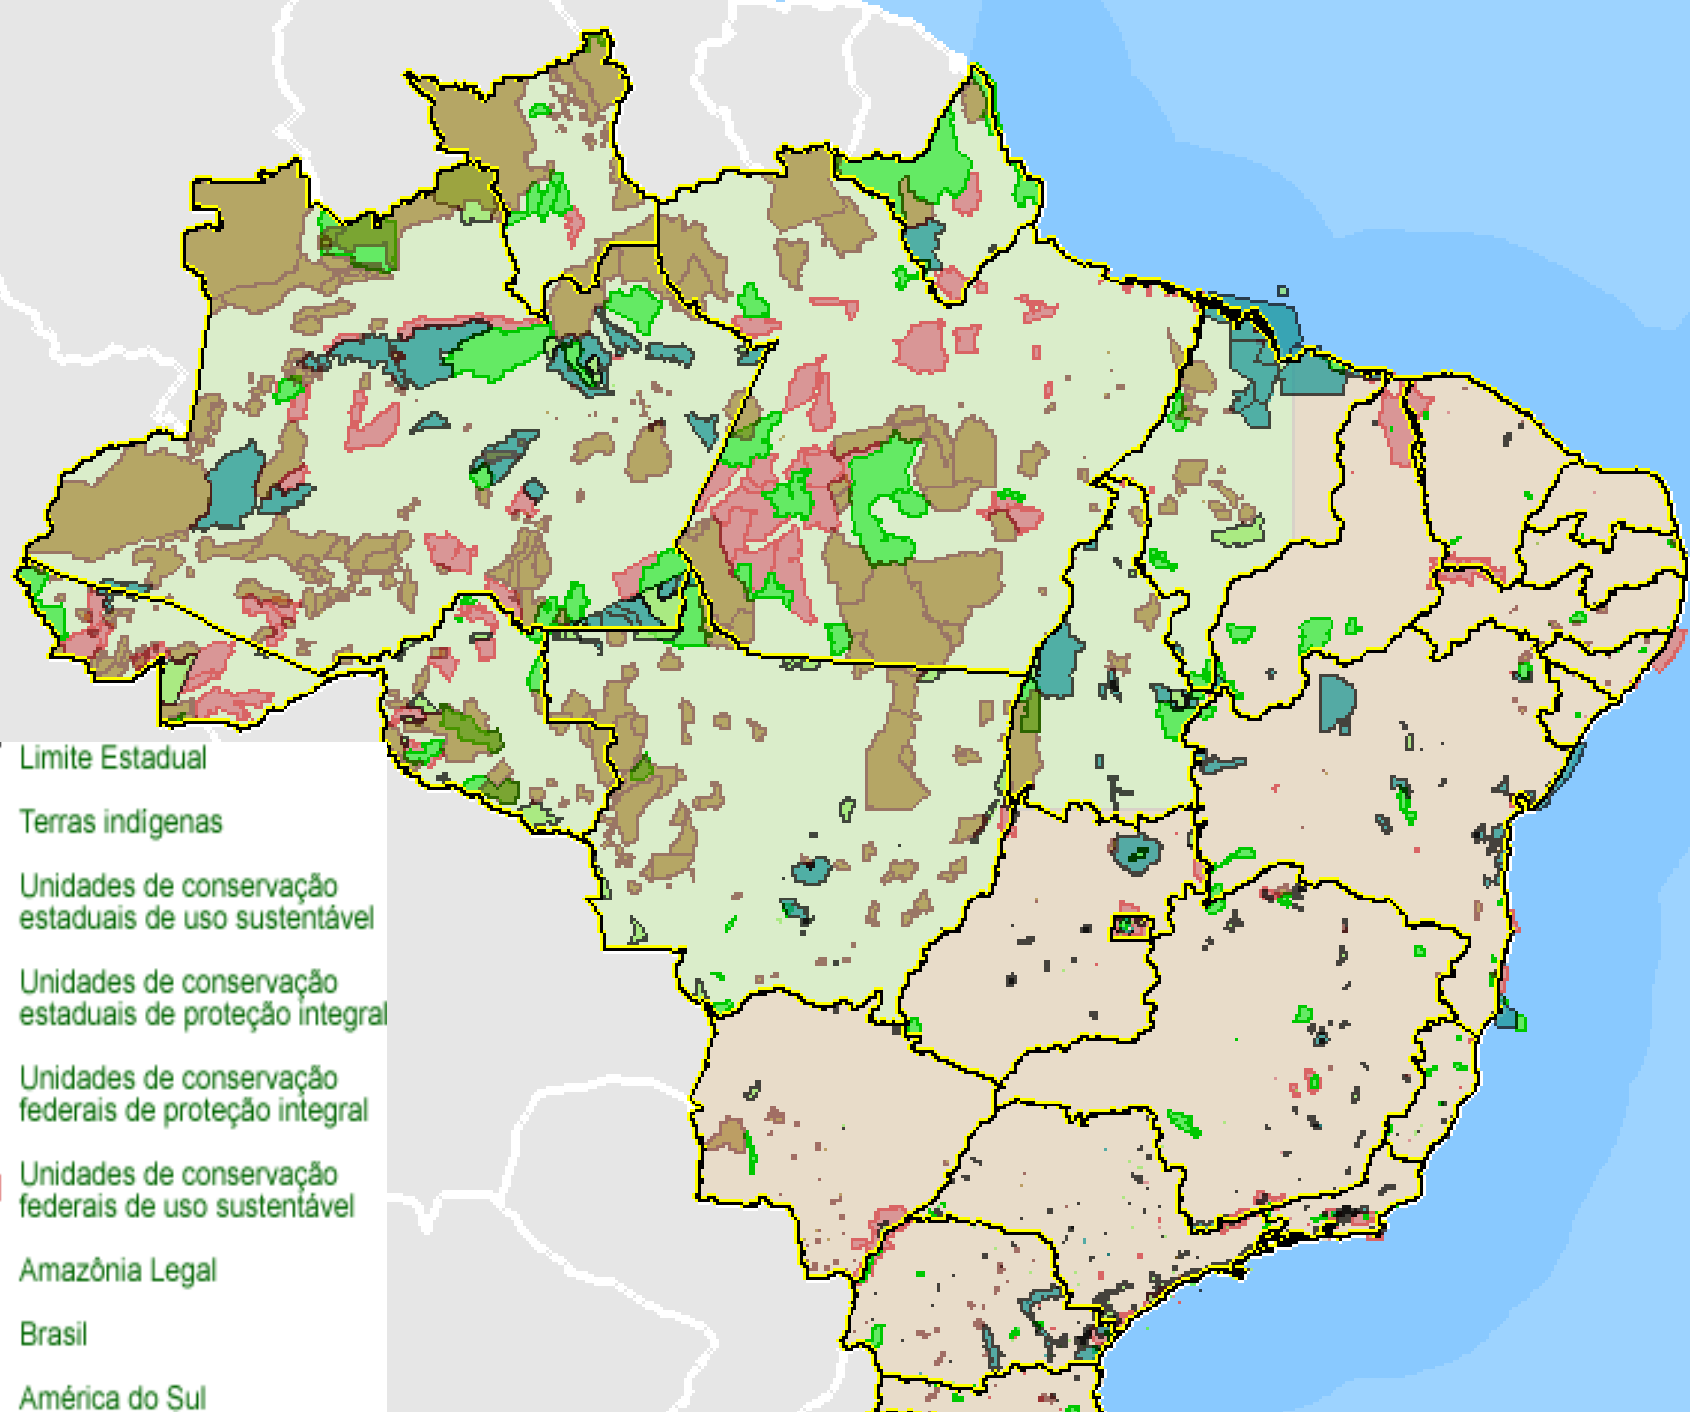 Limite Estadual
Terras indígenas
Unidades de conservação
estaduais de uso sustentável
Unidades de conservação
estaduais de proteção integral
Unidades de conservação
federais de proteção integral
Unidades de conservação
federais de uso sustentável
Amazônia Legal
Brasil
América do Sul